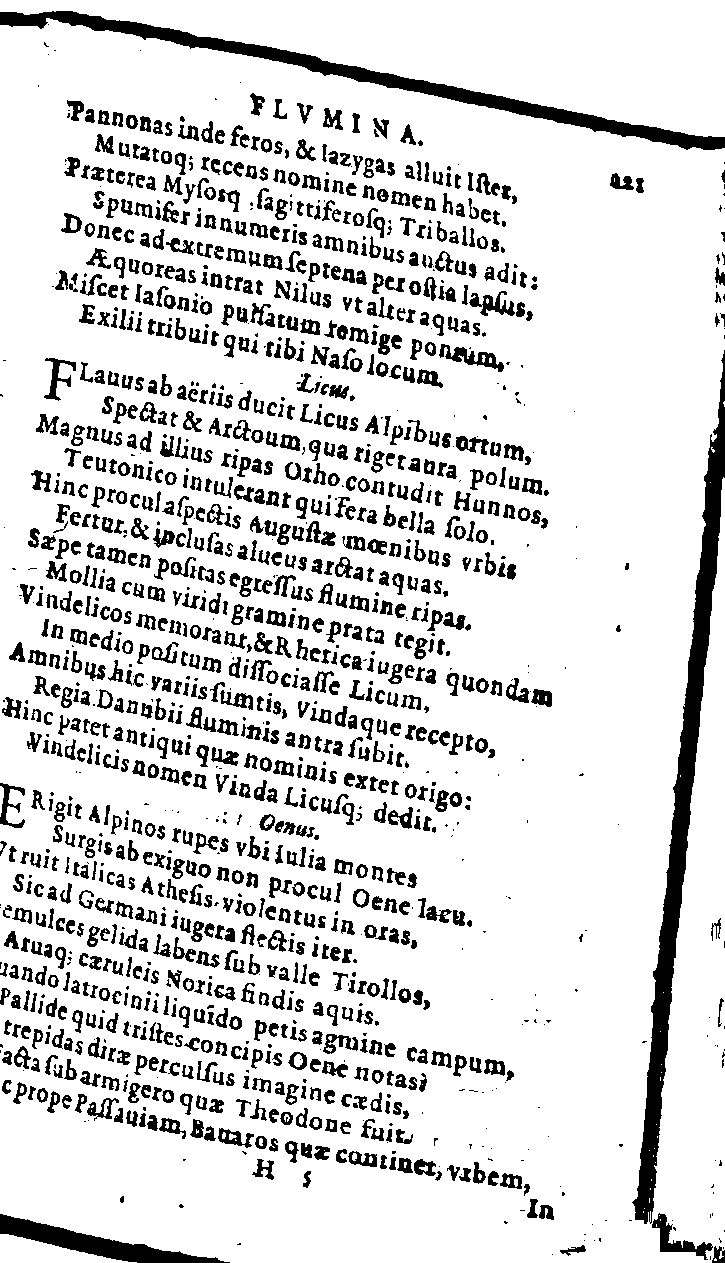 FLVMINA.
121
Pannonas inde feros, & Iazygas alluit Iſter,
Mutatoq; recens nomine nomen habet.
Præterea Myſosq ſagittiferoſq; Triballos.
Spumifer innumeris amnibus auctus adit:
Donec ad extremum ſeptena per oſtia lapſus,
Æquoreas intrat Nilus vt alter aquas.
Miſcet Iaſonio pulſatum remige pontum,
Exilii tribuit qui tibi Naſo locum.
Licus.
FLauus ab aëriis ducit Licus Alpibus ortum,
Spectat & Arctoum, qua riget aura polum.
Magnus ad illius ripas Otho contudit Hunnos,
Teutonico intulerant qui fera bella ſolo.
Hinc procul aſpectis Auguſtæ mœnibus vrbis
Fertur, & incluſas alueus arctat aquas.
Sæpe tamen poſitas egreſſus flumine ripas.
Mollia cum viridi gramine prata tegit.
Vindelicos memorant, & Rhetica iugera quondam
In medio poſitum diſſociaſſe Licum.
Amnibus hic variis ſumtis, Vindaque recepto,
Regia Danubii fluminis antra ſubit.
Hinc patet antiqui quæ nominis extet origo:
Vindelicis nomen Vinda Licuſq; dedit.
Oenus.
ERigit Alpinos rupes vbi Iulia montes
Surgis ab exiguo non procul Oene lacu.
Vt ruit Italicas Atheſis violentus in oras,
Sic ad Germani iugera flectis iter.
emulces gelida labens ſub valle Tirollos,
Aruaq; cæruleis Norica findis aquis.
uando latrocinii liquido petis agmine campum,
Pallide quid triſtes concipis Oene notas?
trepidas diræ perculſus imagine cædis,
facta ſub armigero quæ Theodone fuit.
c prope Paſſauiam, Bauaros quæ continet, vrbem,
H 5
In